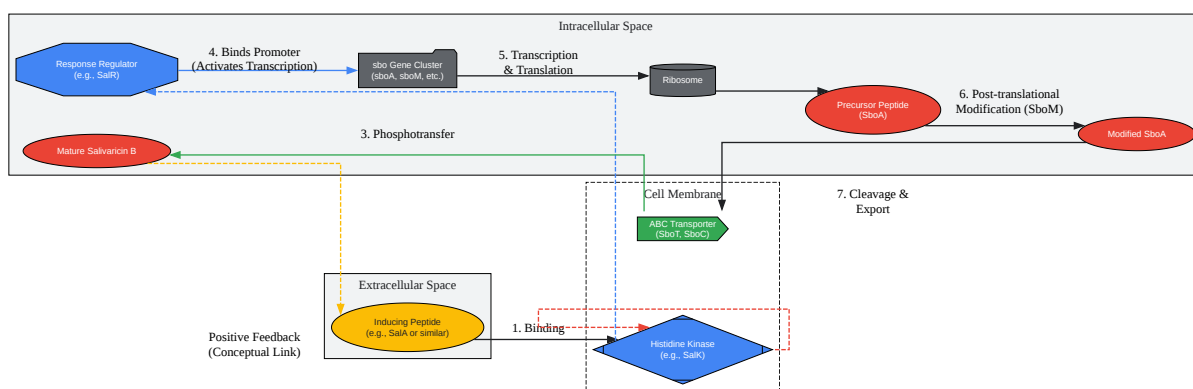 Intracellular Space
Response Regulator
(e.g., SalR)
4. Binds Promoter
(Activates Transcription)
sbo Gene Cluster
(sboA, sboM, etc.)
5. Transcription
& Translation
Ribosome
Precursor Peptide
(SboA)
6. Post-translational
Modification (SboM)
Modified SboA
3. Phosphotransfer
Mature Salivaricin B
Cell Membrane
7. Cleavage &
Export
ABC Transporter
(SboT, SboC)
Extracellular Space
Inducing Peptide
(e.g., SalA or similar)
1. Binding
Positive Feedback
(Conceptual Link)
Histidine Kinase
(e.g., SalK)